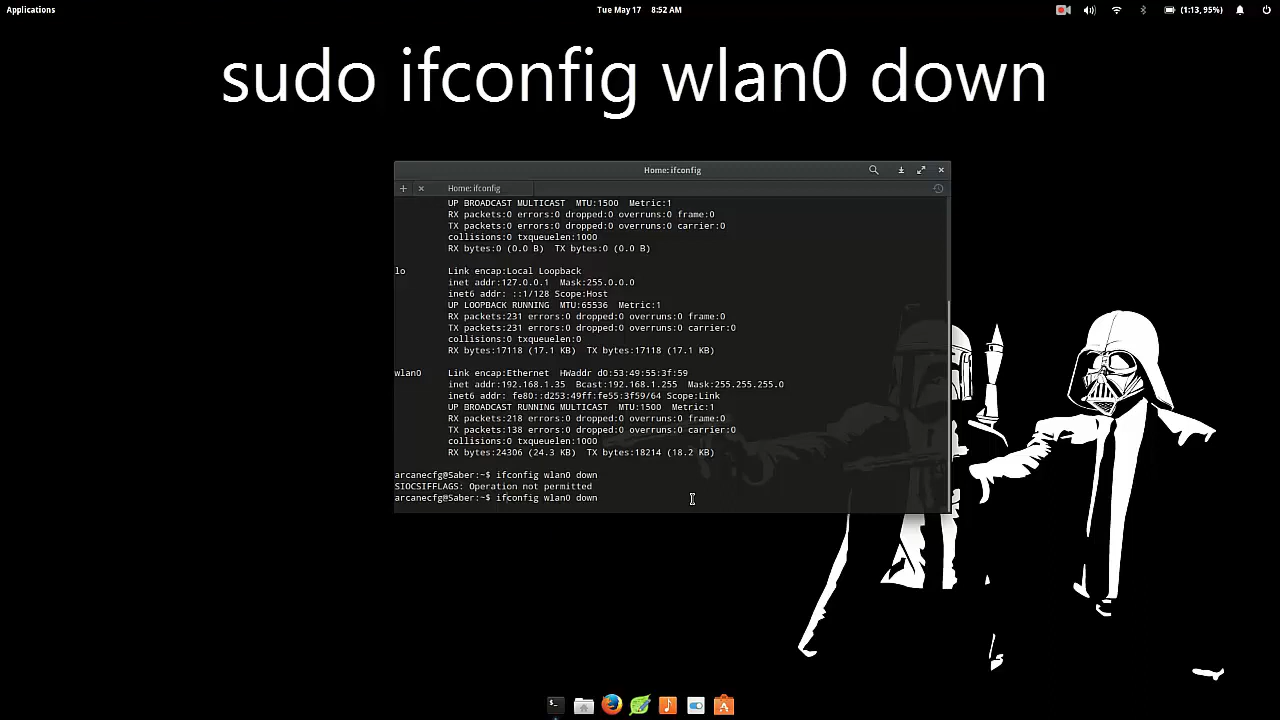 Applications
Tue May 17 8:52 AM
(1:13, 95%)
sudo ifconfig wlan0 down
Home: ifconfig
Home: ifconfig
UP BROADCAST MULTICAST MTU:1500 Metric:1
RX packets:0 errors:0 dropped:0 overruns:0 frame:0
TX packets:0 errors:0 dropped:0 overruns:0 carrier:0
collisions:0 txqueuelen:1000
RX bytes:0 (0.0 B) TX bytes:0 (0.0 B)
lo Link encap:Local Loopback
inet addr:127.0.0.1 Mask:255.0.0.0
inet6 addr: ::1/128 Scope:Host
UP LOOPBACK RUNNING MTU:65536 Metric:1
RX packets:231 errors:0 dropped:0 overruns:0 frame:0
TX packets:231 errors:0 dropped:0 overruns:0 carrier:0
collisions:0 txqueuelen:0
RX bytes:17118 (17.1 KB) TX bytes:17118 (17.1 KB)
wlan0 Link encap:Ethernet HWaddr d0:53:49:55:3f:59
inet addr:192.168.1.35 Bcast:192.168.1.255 Mask:255.255.255.0
inet6 addr: fe80::d253:49ff:fe55:3f59/64 Scope:Link
UP BROADCAST RUNNING MULTICAST MTU:1500 Metric:1
RX packets:218 errors:0 dropped:0 overruns:0 frame:0
TX packets:138 errors:0 dropped:0 overruns:0 carrier:0
collisions:0 txqueuelen:1000
RX bytes:24306 (24.3 KB) TX bytes:18214 (18.2 KB)
arcanecfg@Saber:~$ ifconfig wlan0 down
SIOCSIFFLAGS: Operation not permitted
arcanecfg@Saber:~$ ifconfig wlan0 down